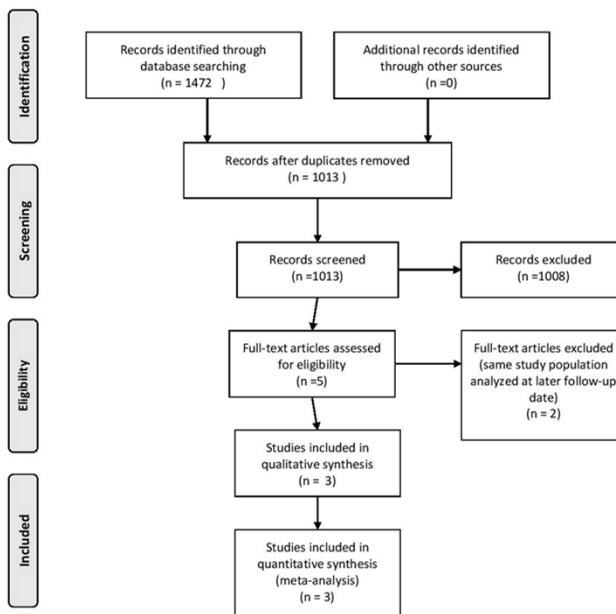 Identification
Records identified through
database searching
(n = 1472   )
Additional records identified
through other sources
(n =0)
Records after duplicates removed
(n = 1013 )
Screening
Records screened
(n =1013)
Records excluded
(n =1008)
Eligibility
Full-text articles assessed
for eligibility
(n =5)
Full-text articles excluded
(same study population
analyzed at later follow-up
date)
(n = 2)
Studies included in
qualitative synthesis
(n =  3)
Included
Studies included in
quantitative synthesis
(meta-analysis)
(n = 3)